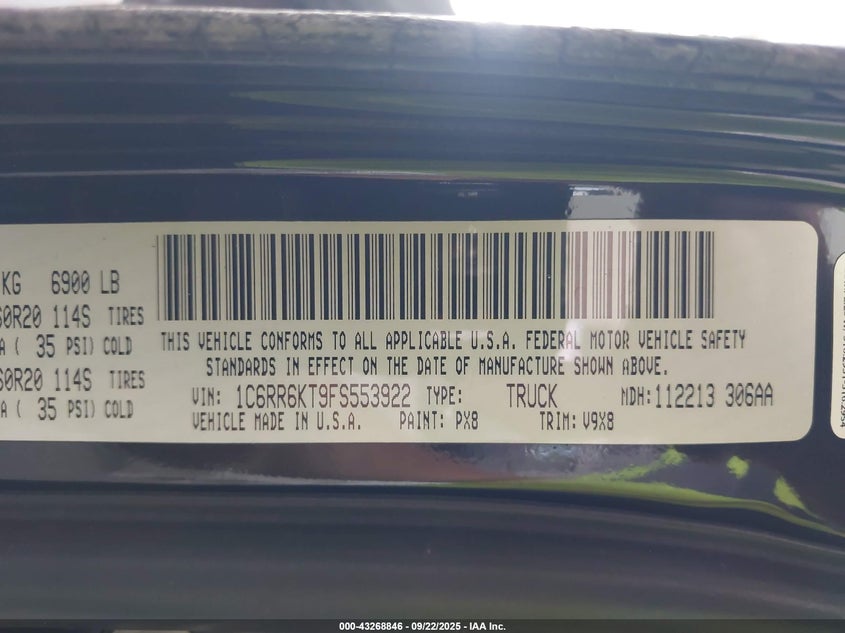 KG 6900 LB
60R20 114S TIRES
A ( 35 PSI) COLD
60R20 114S TIRES
A ( 35 PSI) COLD
THIS VEHICLE CONFORMS TO ALL APPLICABLE U.S.A. FEDERAL MOTOR VEHICLE SAFETY
STANDARDS IN EFFECT ON THE DATE OF MANUFACTURE SHOWN ABOVE.
VIN: 1C6RR6KT9FS553922 TYPE: TRUCK MDH:112213 306AA
VEHICLE MADE IN U.S.A. PAINT: PX8 TRIM: V9X8
000-43268846 - 09/22/2025 - IAA Inc.